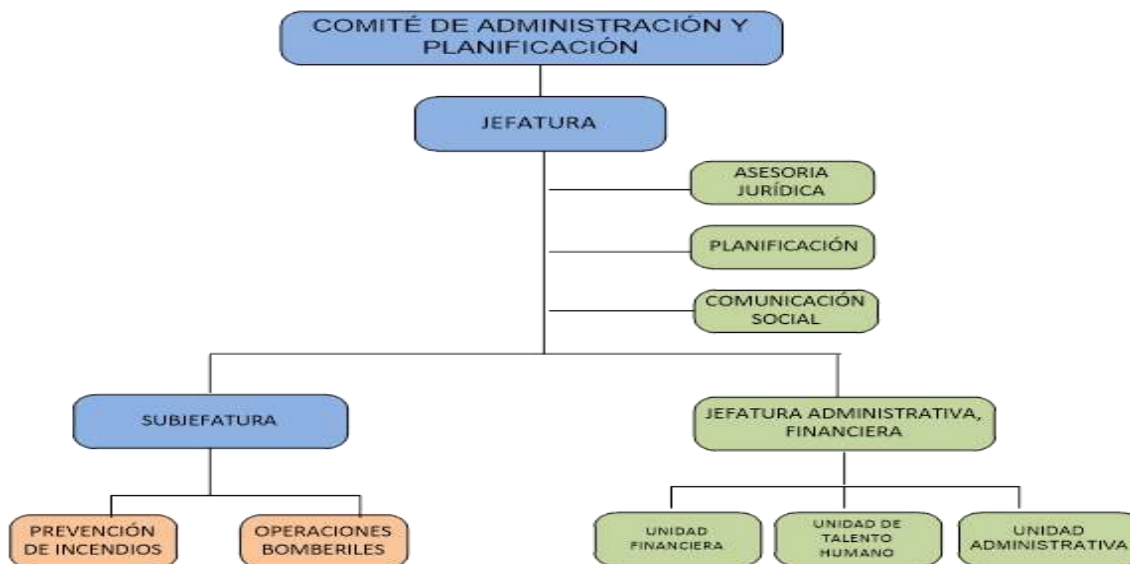 COMITÉ DE ADMINISTRACIÓN Y
PLANIFICACIÓN
JEFATURA
ASESORIA
JURÍDICA
PLANIFICACIÓN
COMUNICACIÓN
SOCIAL
SUBJEFATURA
JEFATURA ADMINISTRATIVA,
FINANCIERA
PREVENCIÓN
DE INCENDIOS
OPERACIONES
BOMBERILES
UNIDAD
FINANCIERA
UNIDAD DE
TALENTO
HUMANO
UNIDAD
ADMINISTRATIVA